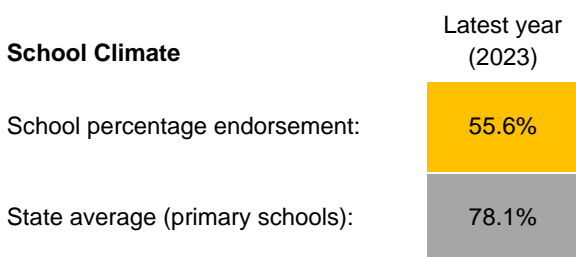 Latest year
School Climate (2023)
School percentage endorsement: 55.6%
State average (primary schools): 78.1%